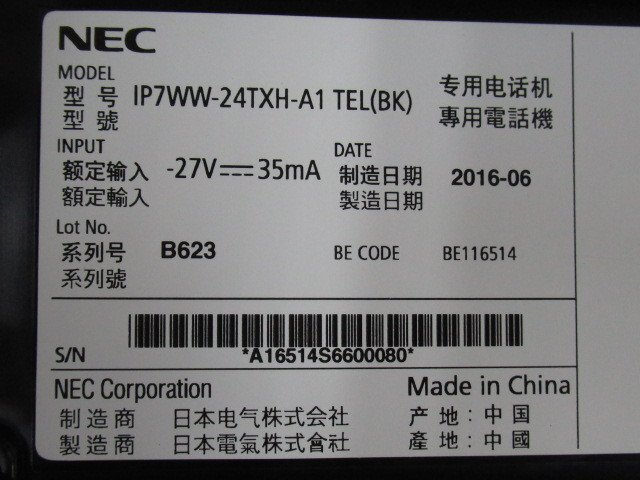 NEC
MODEL
型号 IP7WW-24TXH-A1 TEL(BK) 专用电话机
型號 專用電話機
INPUT DATE
额定输入 -27V⎓35mA 制造日期 2016-06
額定輸入 製造日期
Lot No.
系列号 B623 BE CODE BE116514
系列號
S/N *A16514S6600080*
NEC Corporation Made in China
制造商 日本电气株式会社 产地:中国
製造商 日本電氣株式會社 產地:中國